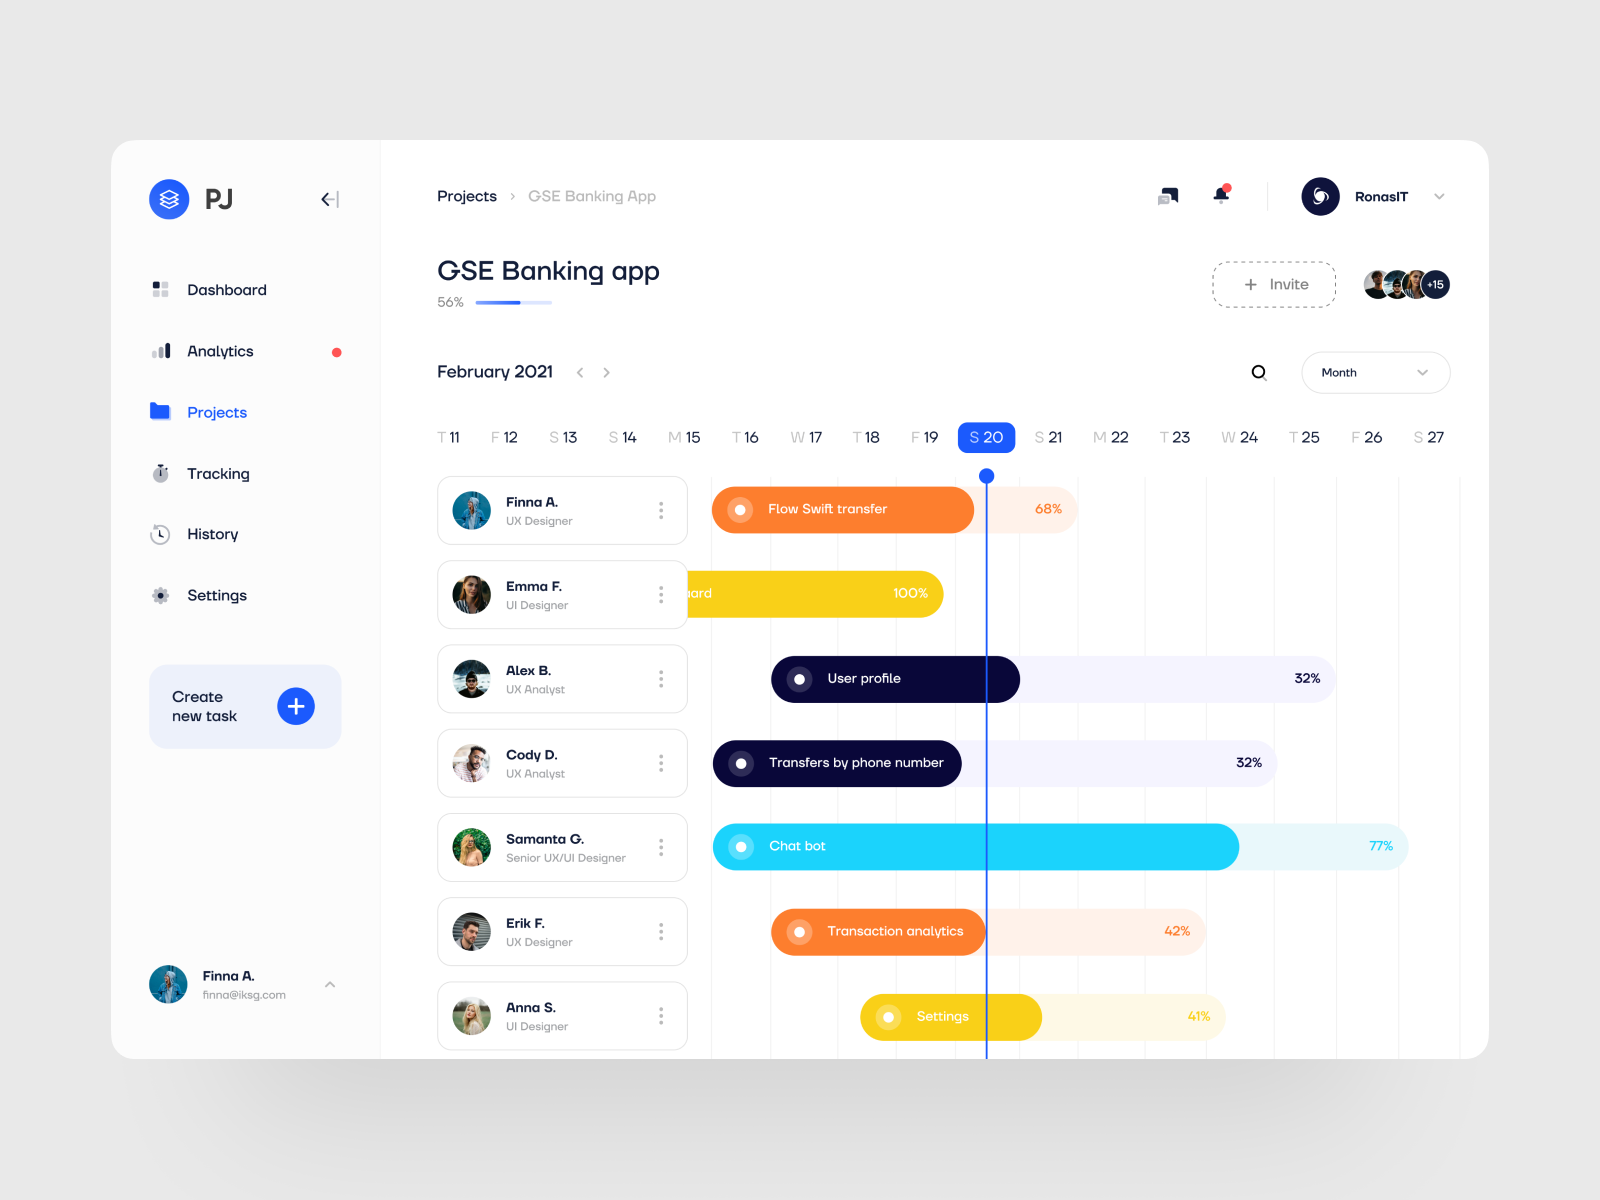 PJ
Dashboard
Analytics
Projects
Tracking
History
Settings
Create
new task
Finna A.
finna@iksg.com
Projects › GSE Banking App
RonasIT
GSE Banking app
56%
+ Invite
+15
February 2021
Month
T 11 F 12 S 13 S 14 M 15 T 16 W 17 T 18 F 19 S 20 S 21 M 22 T 23 W 24 T 25 F 26 S 27
Finna A.
UX Designer
Flow Swift transfer 68%
Emma F.
UI Designer
100%
Alex B.
UX Analyst
User profile 32%
Cody D.
UX Analyst
Transfers by phone number 32%
Samanta G.
Senior UX/UI Designer
Chat bot 77%
Erik F.
UX Designer
Transaction analytics 42%
Anna S.
UI Designer
Settings 41%